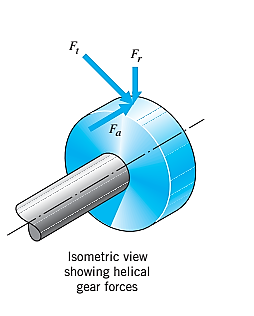 Ft
Fr
Fa
Isometric view
showing helical
gear forces